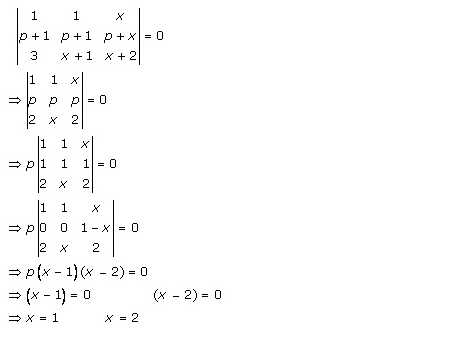 | 1 1 x |
| p + 1 p + 1 p + x | = 0
| 3 x + 1 x + 2 |
| 1 1 x |
⇒ | p p p | = 0
| 2 x 2 |
| 1 1 x |
⇒ p | 1 1 1 | = 0
| 2 x 2 |
| 1 1 x |
⇒ p | 0 0 1 − x | = 0
| 2 x 2 |
⇒ p(x − 1)(x − 2) = 0
⇒ (x − 1) = 0 (x − 2) = 0
⇒ x = 1 x = 2